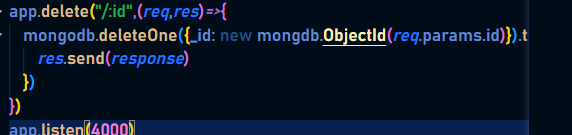 app.delete("/:id",(req,res)=>{
mongodb.deleteOne({_id: new mongdb.ObjectId(req.params.id)}).t
res.send(response)
})
})
app.listen(4000)